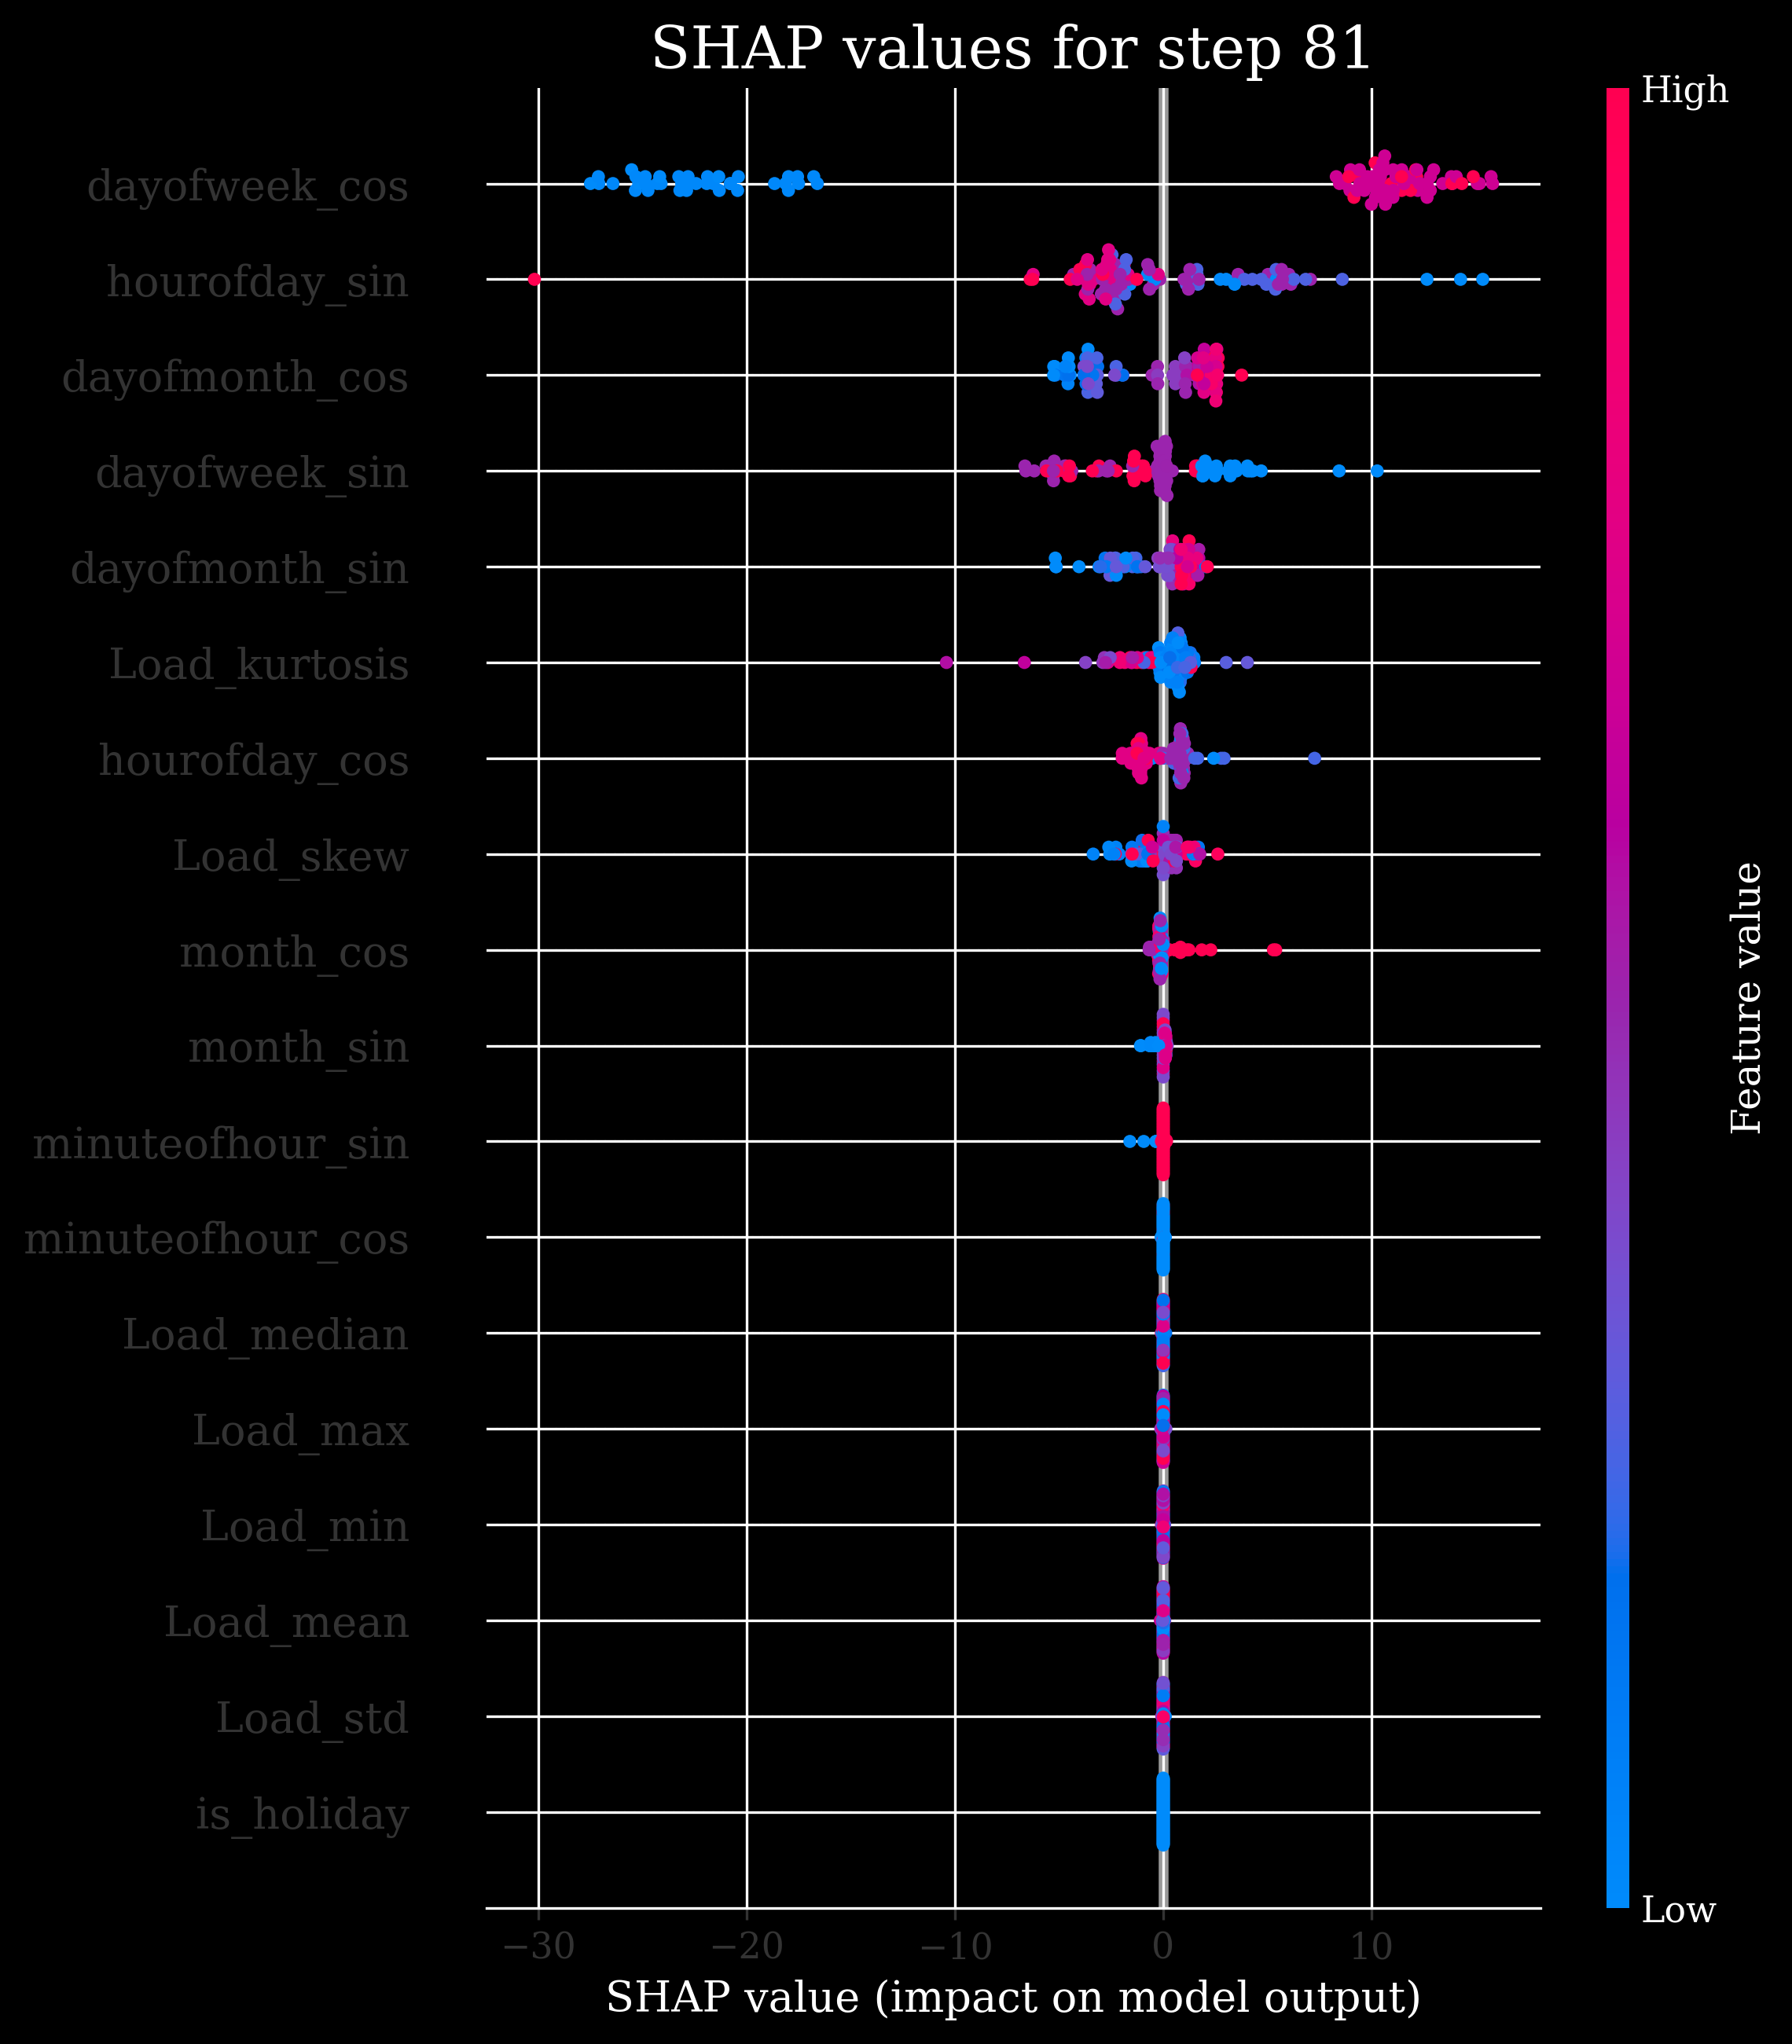 SHAP values for step 81
High
dayofweek_cos
hourofday_sin
dayofmonth_cos
dayofweek_sin
dayofmonth_sin
Load_kurtosis
hourofday_cos
Load_skew
month_cos
month_sin
minuteofhour_sin
minuteofhour_cos
Load_median
Load_max
Load_min
Load_mean
Load_std
is_holiday
Feature value
Low
−30 −20 −10 0 10
SHAP value (impact on model output)